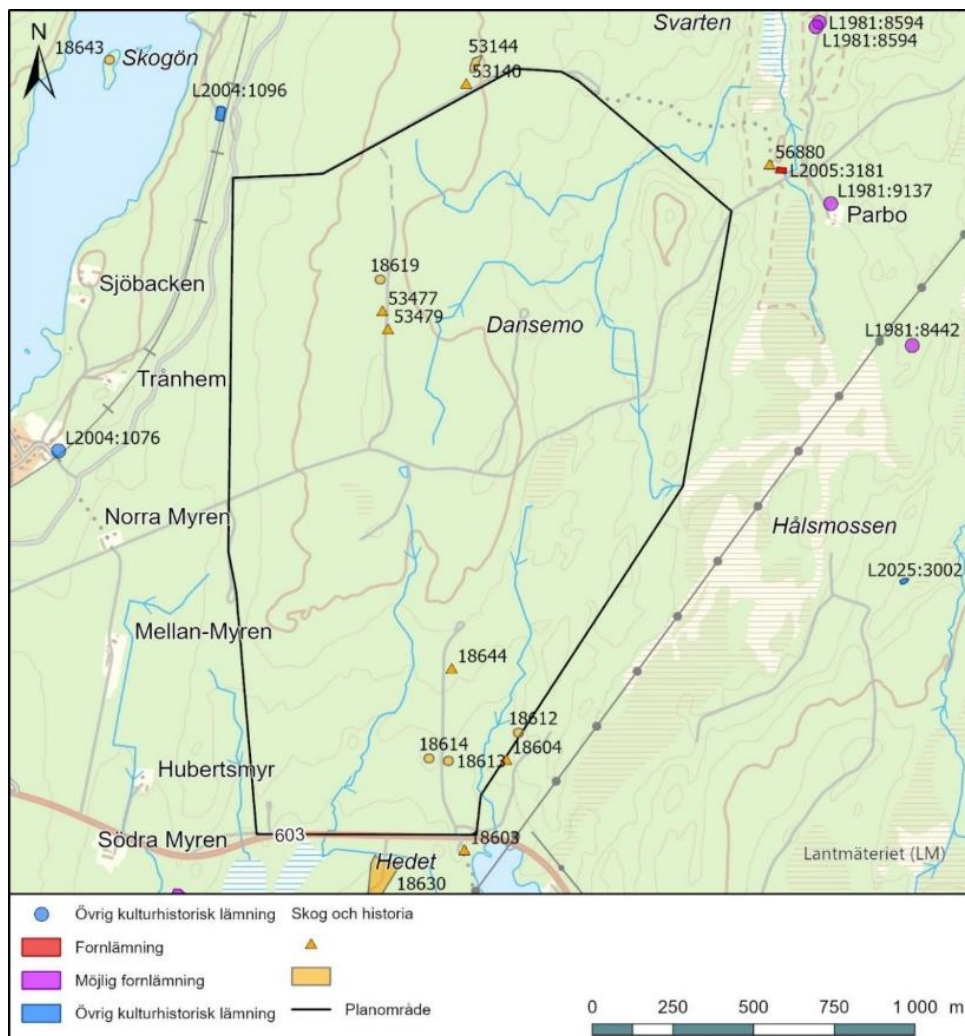 N
18643
Skogön
L2004:1096
53144
53140
Svarten
L1981:8594
L1981:8594
56880
L2005:3181
L1981:9137
Parbo
Sjöbacken
18619
53477
53479
Dansemo
L1981:8442
Tranhem
L2004:1076
Norra Myren
Hålsmossen
L2025:3002
Mellan-Myren
18644
18612
18614
18613
18604
Hubertsmyr
Södra Myren
603
18603
Hedet
18630
Lantmäteriet (LM)
Övrig kulturhistorisk lämning
Skog och historia
Fornlämning
Möjlig fornlämning
Övrig kulturhistorisk lämning
Planområde
0 250 500 750 1 000 m